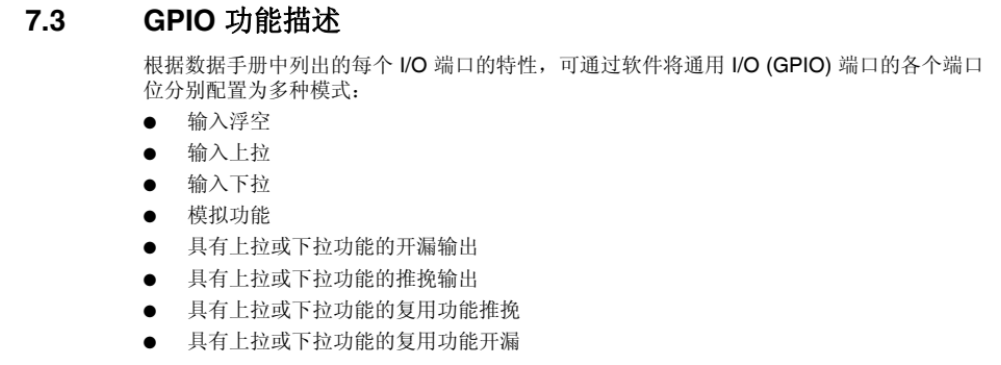 7.3 GPIO 功能描述
根据数据手册中列出的每个 I/O 端口的特性，可通过软件将通用 I/O (GPIO) 端口的各个端口
位分别配置为多种模式：
● 输入浮空
● 输入上拉
● 输入下拉
● 模拟功能
● 具有上拉或下拉功能的开漏输出
● 具有上拉或下拉功能的推挽输出
● 具有上拉或下拉功能的复用功能推挽
● 具有上拉或下拉功能的复用功能开漏